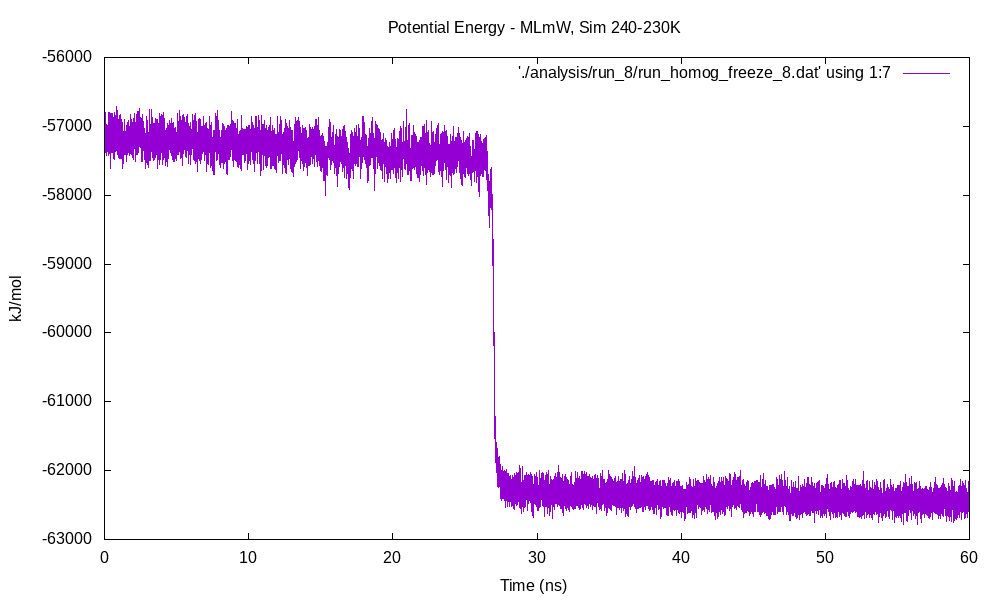 Potential Energy - MLmW, Sim 240-230K
'./analysis/run_8/run_homog_freeze_8.dat' using 1:7
-56000
-57000
-58000
-59000
-60000
-61000
-62000
-63000
kJ/mol
0 10 20 30 40 50 60
Time (ns)